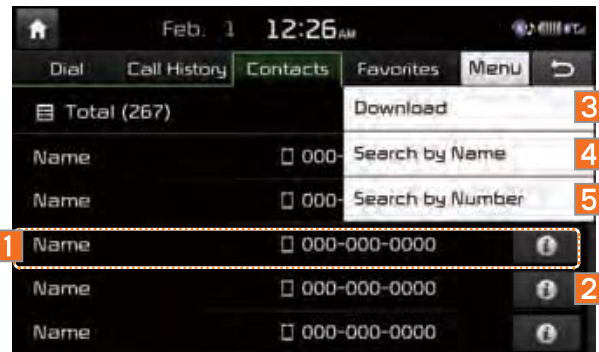 Feb. 1 12:26 AM
Dial Call History Contacts Favorites Menu
Total (267)
Download 3
Name 000- Search by Name 4
Name 000- Search by Number 5
1 Name 000-000-0000
Name 000-000-0000 2
Name 000-000-0000